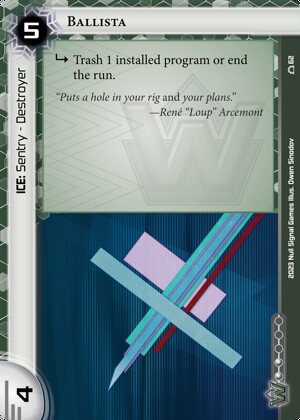 5
BALLISTA
↳ Trash 1 installed program or end
the run.
“Puts a hole in your rig and your plans.”
—René “Loup” Arcemont
ICE: Sentry - Destroyer
62
2023 Null Signal Games Illus. Owen Sinodov
4